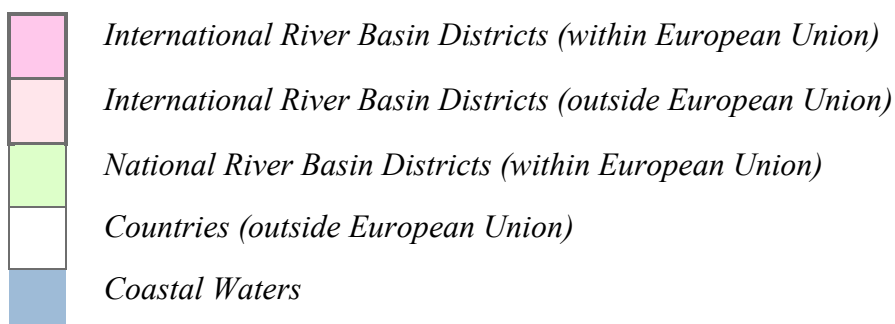 International River Basin Districts (within European Union)
International River Basin Districts (outside European Union)
National River Basin Districts (within European Union)
Countries (outside European Union)
Coastal Waters